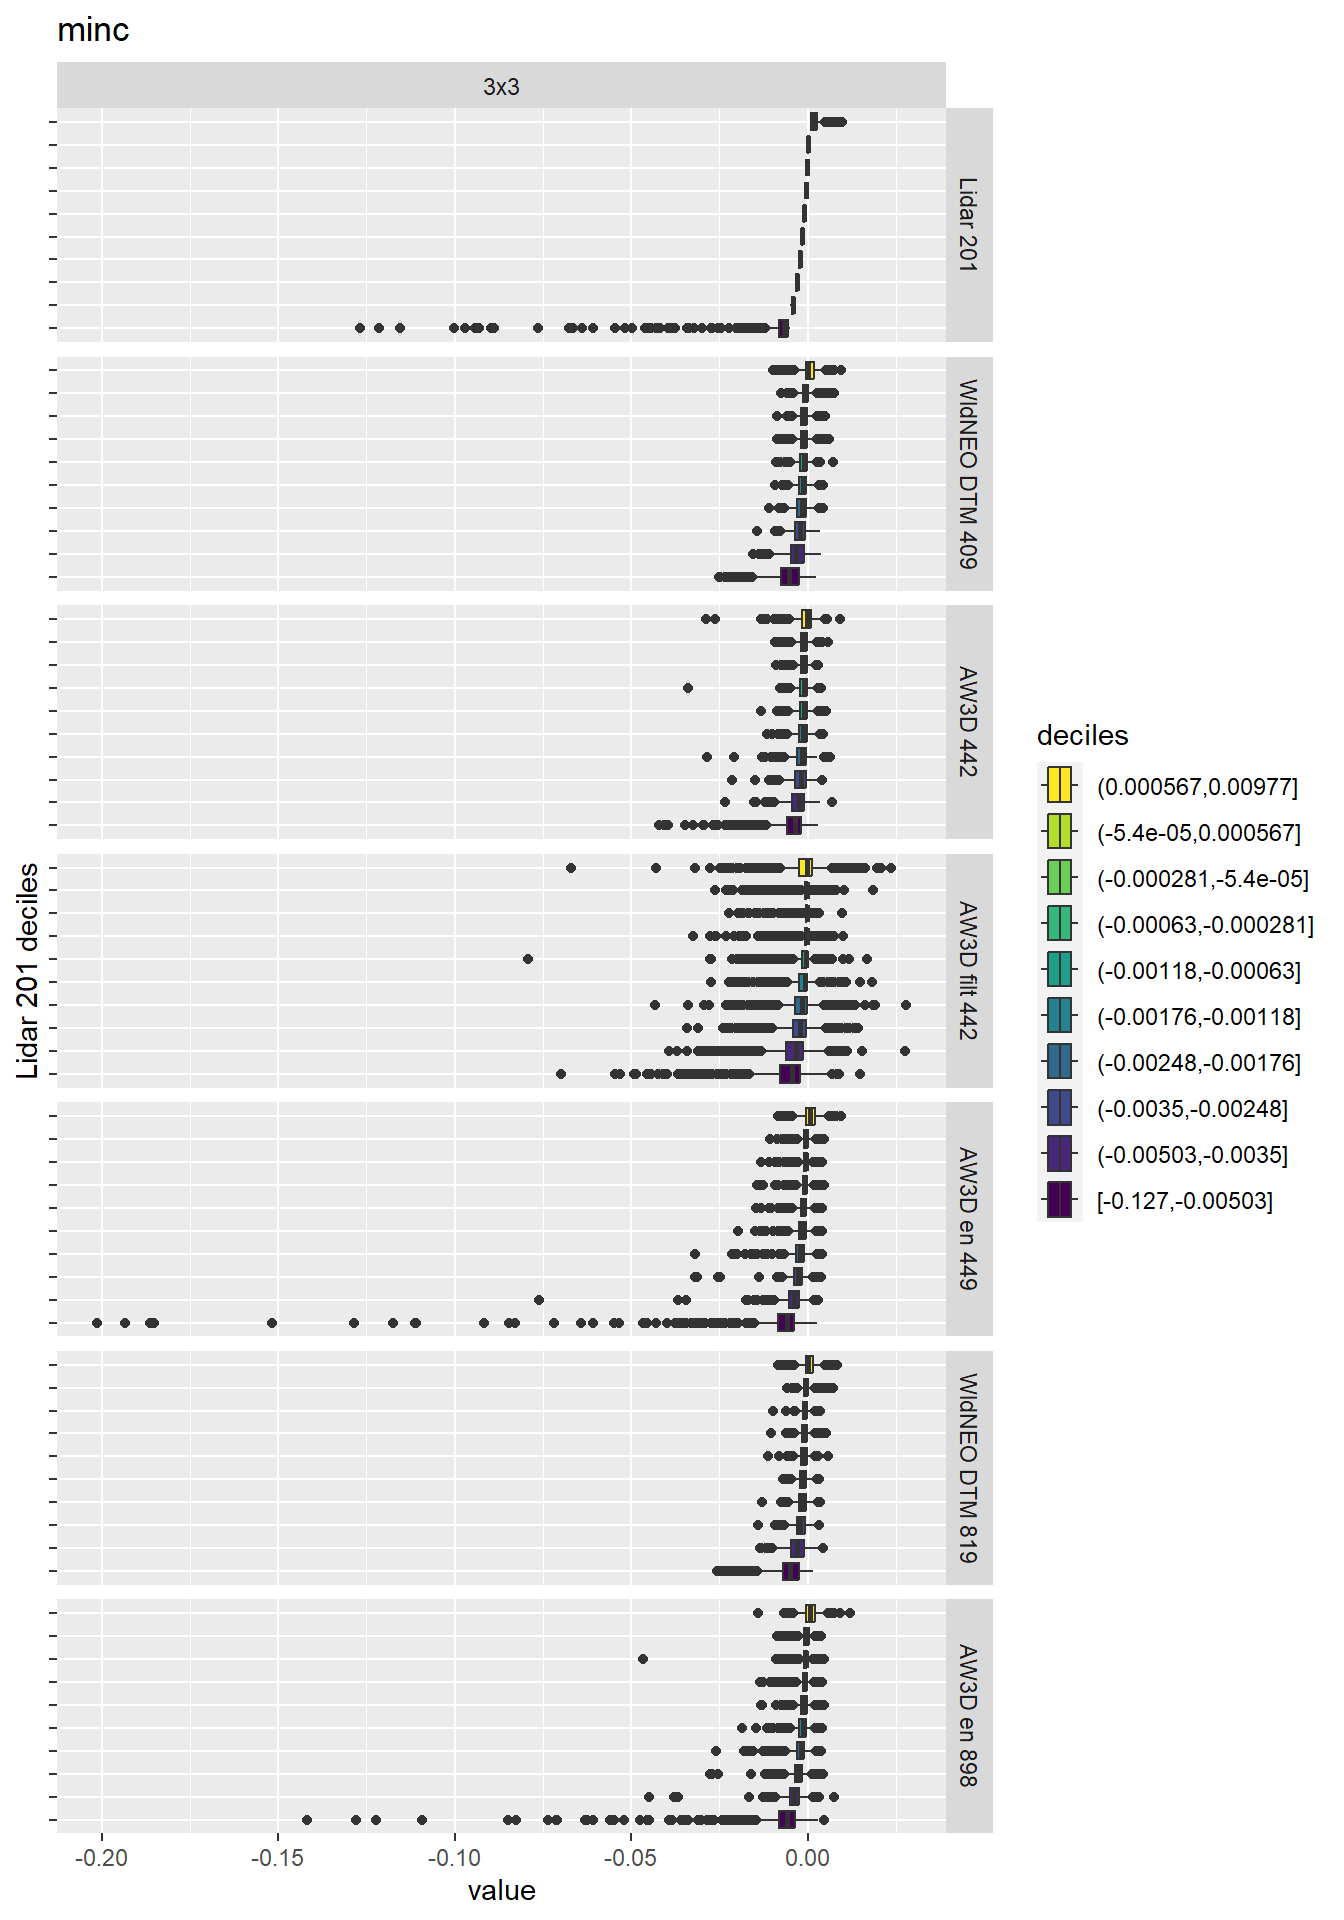 minc
3x3
Lidar 201
WldNEO DTM 409
AW3D 442
AW3D filt 442
AW3D en 449
WldNEO DTM 819
AW3D en 898
Lidar 201 deciles
-0.20
-0.15
-0.10
-0.05
0.00
value
deciles
(0.000567,0.00977]
(-5.4e-05,0.000567]
(-0.000281,-5.4e-05]
(-0.00063,-0.000281]
(-0.00118,-0.00063]
(-0.00176,-0.00118]
(-0.00248,-0.00176]
(-0.0035,-0.00248]
(-0.00503,-0.0035]
[-0.127,-0.00503]